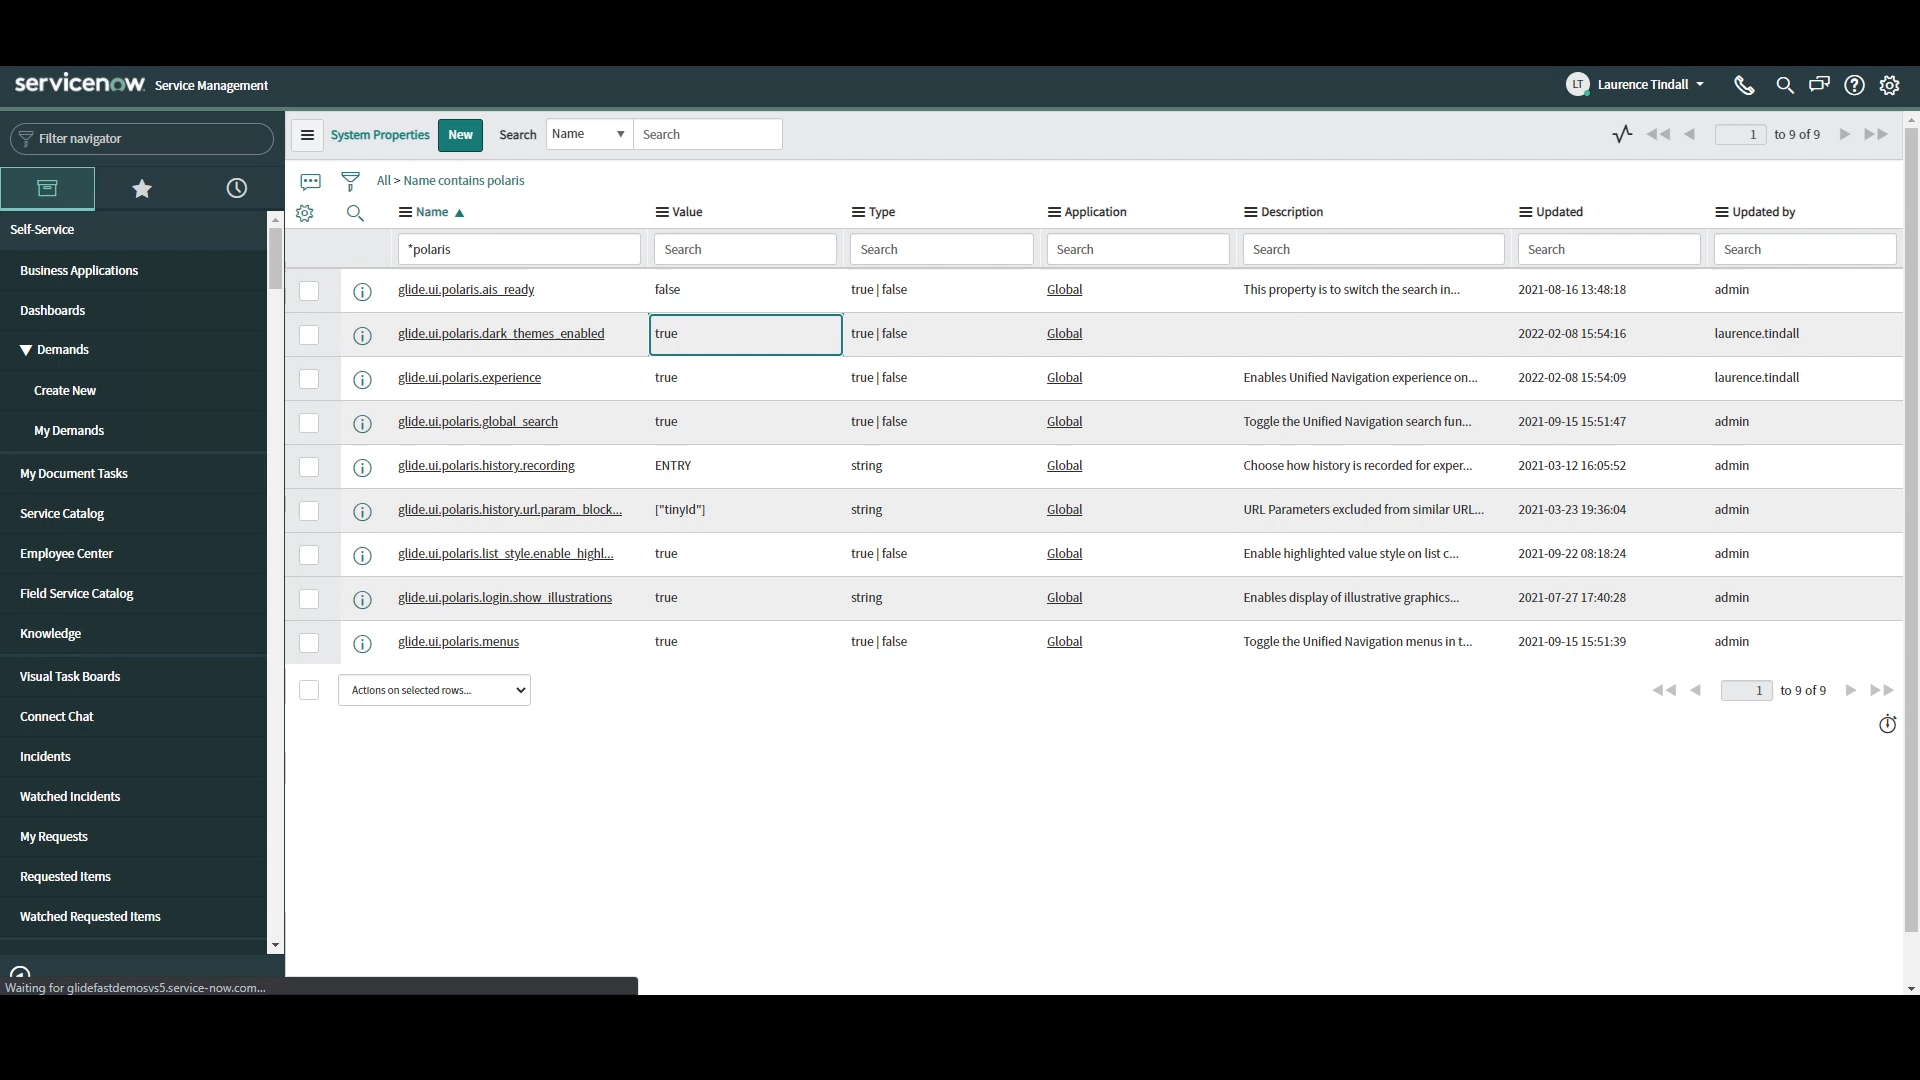 servicenow. Service Management
LT Laurence Tindall
Filter navigator
System Properties New Search Name Search 1 to 9 of 9
All > Name contains polaris
Name Value Type Application Description Updated Updated by
*polaris Search Search Search Search Search Search
glide.ui.polaris.ais_ready false true | false Global This property is to switch the search in... 2021-08-16 13:48:18 admin
glide.ui.polaris.dark_themes_enabled true true | false Global 2022-02-08 15:54:16 laurence.tindall
glide.ui.polaris.experience true true | false Global Enables Unified Navigation experience on... 2022-02-08 15:54:09 laurence.tindall
glide.ui.polaris.global_search true true | false Global Toggle the Unified Navigation search fun... 2021-09-15 15:51:47 admin
glide.ui.polaris.history.recording ENTRY string Global Choose how history is recorded for exper... 2021-03-12 16:05:52 admin
glide.ui.polaris.history.url.param_block... ["tinyId"] string Global URL Parameters excluded from similar URL... 2021-03-23 19:36:04 admin
glide.ui.polaris.list_style.enable_highl... true true | false Global Enable highlighted value style on list c... 2021-09-22 08:18:24 admin
glide.ui.polaris.login.show_illustrations true string Global Enables display of illustrative graphics... 2021-07-27 17:40:28 admin
glide.ui.polaris.menus true true | false Global Toggle the Unified Navigation menus in t... 2021-09-15 15:51:39 admin
Actions on selected rows... 1 to 9 of 9
Self-Service
Business Applications
Dashboards
Demands
Create New
My Demands
My Document Tasks
Service Catalog
Employee Center
Field Service Catalog
Knowledge
Visual Task Boards
Connect Chat
Incidents
Watched Incidents
My Requests
Requested Items
Watched Requested Items
Waiting for glidefastdemosvs5.service-now.com...